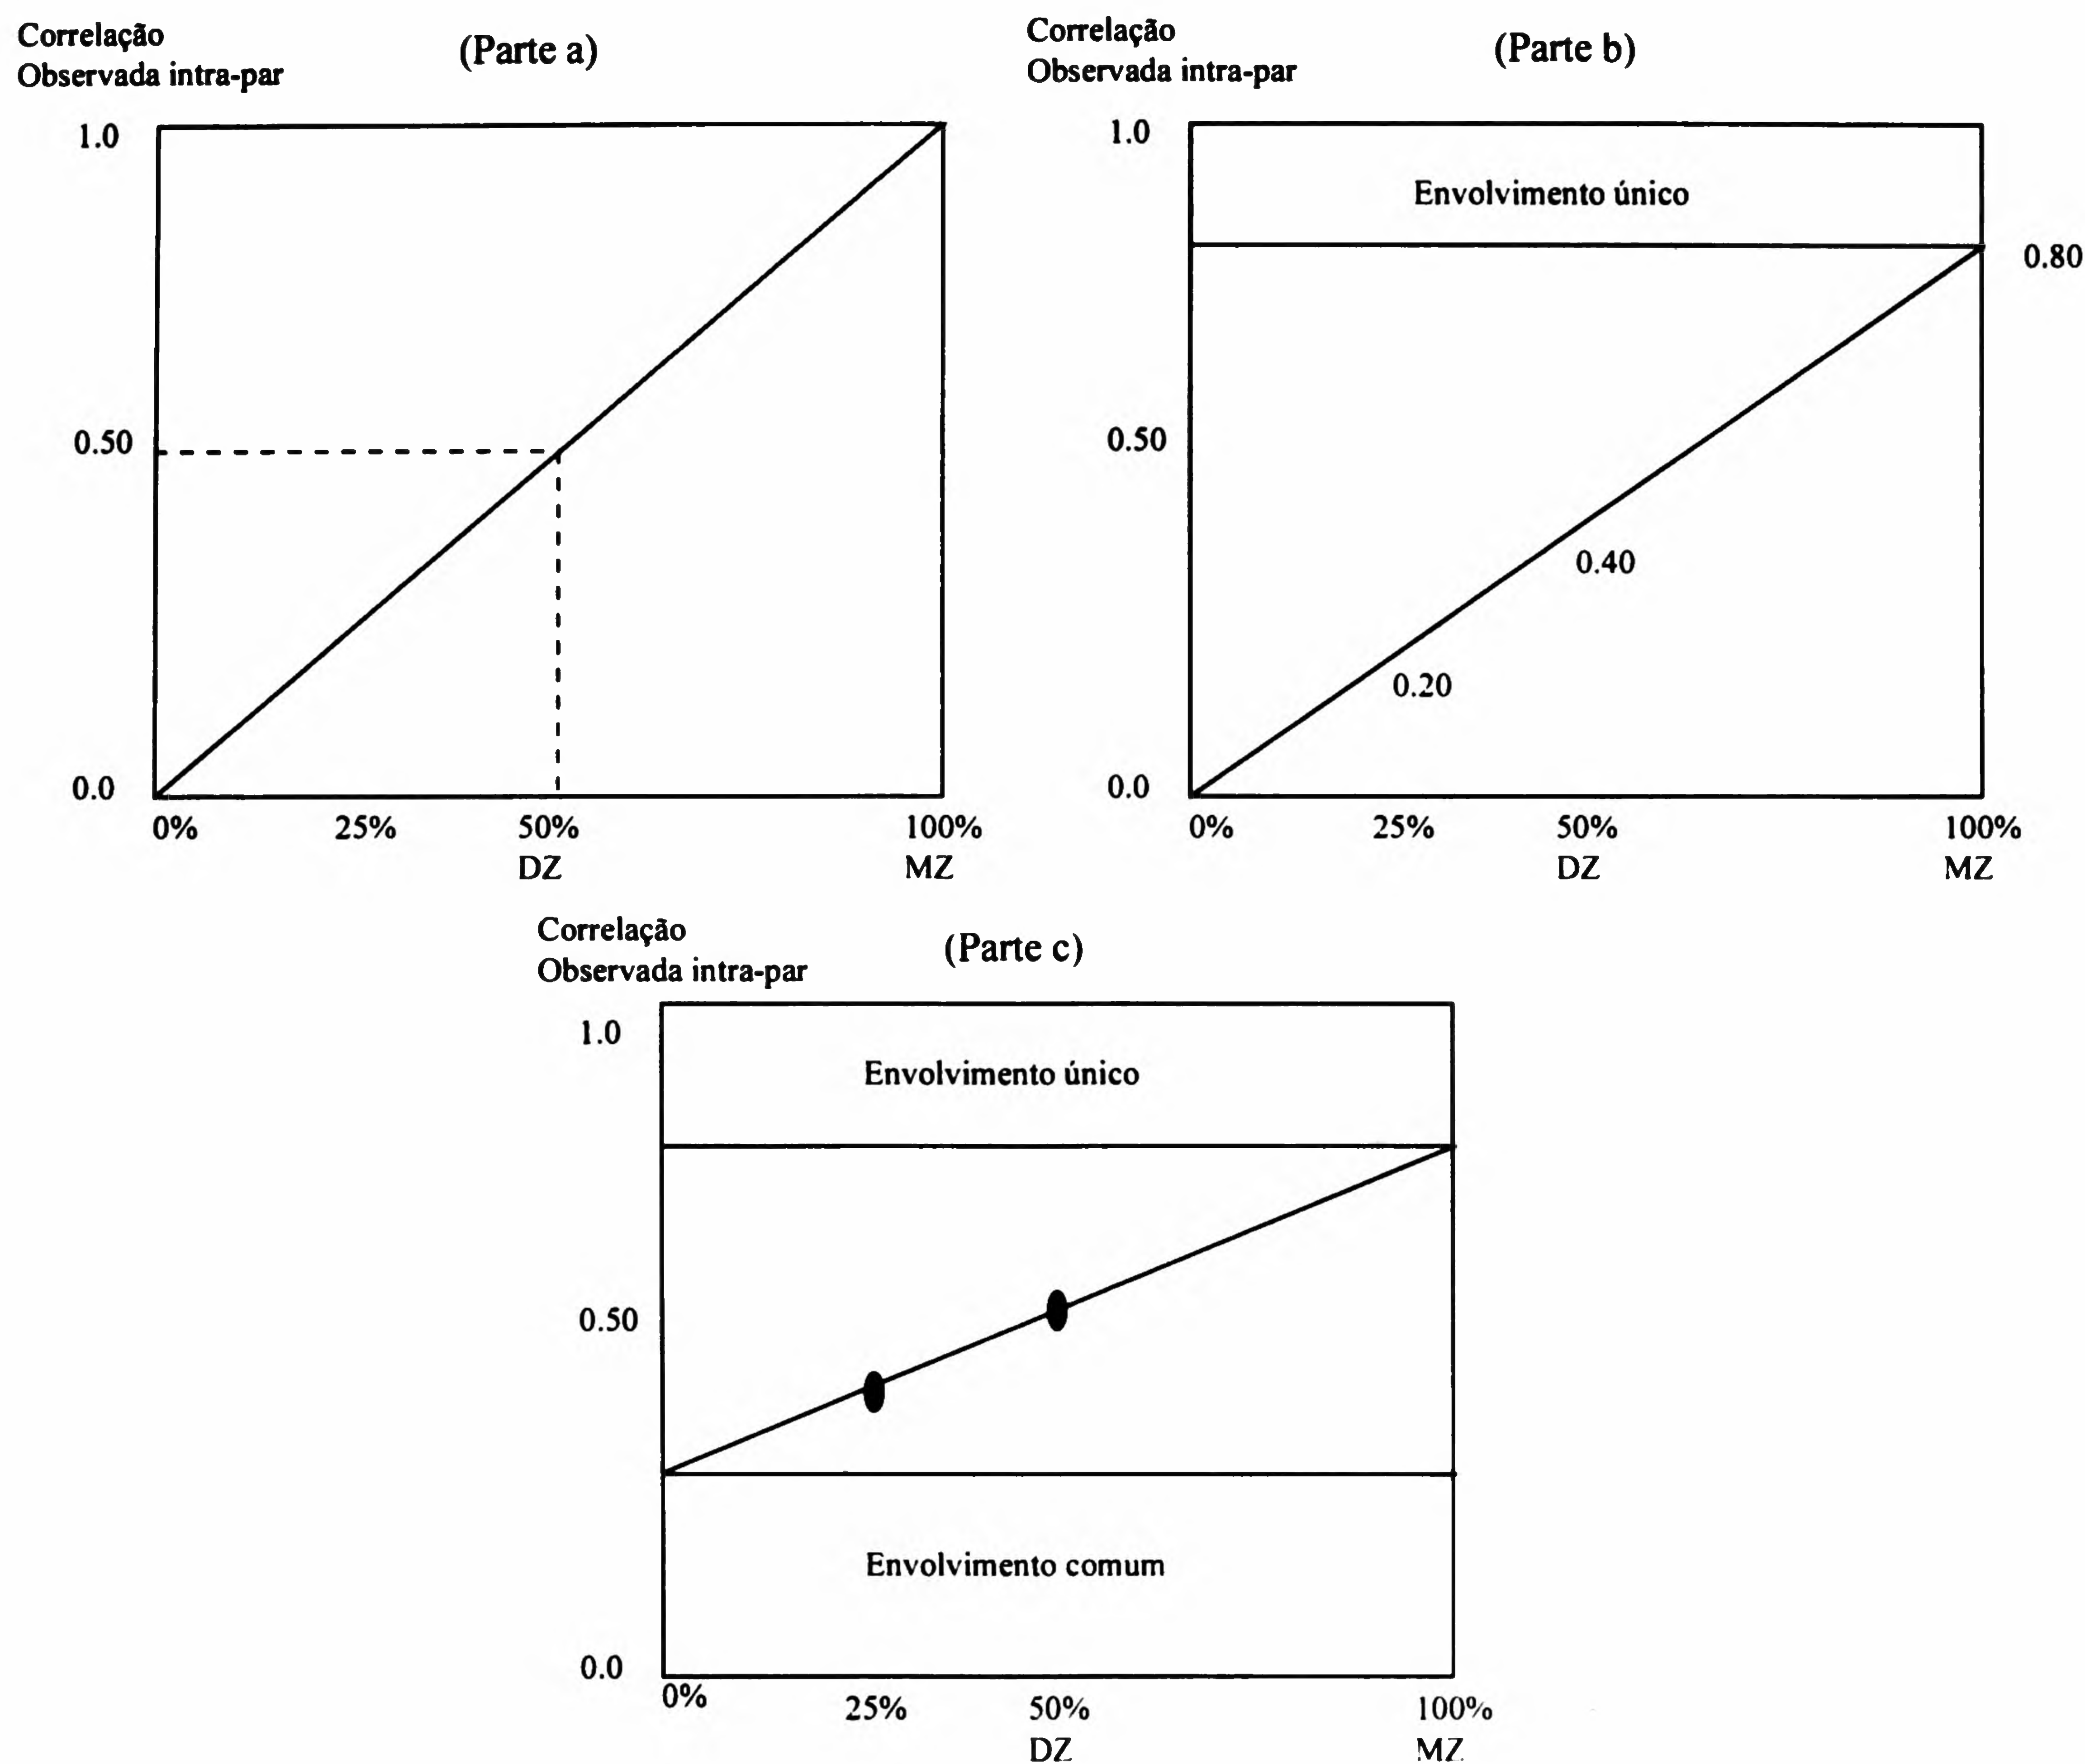 Correlação
Observada intra-par
(Parte a)
1.0
0.50
0.0
0% 25% 50% 100%
DZ MZ
Correlação
Observada intra-par
(Parte b)
1.0
Envolvimento único
0.80
0.50
0.40
0.20
0.0
0% 25% 50% 100%
DZ MZ
Correlação
Observada intra-par
(Parte c)
1.0
Envolvimento único
0.50
Envolvimento comum
0.0
0% 25% 50% 100%
DZ MZ